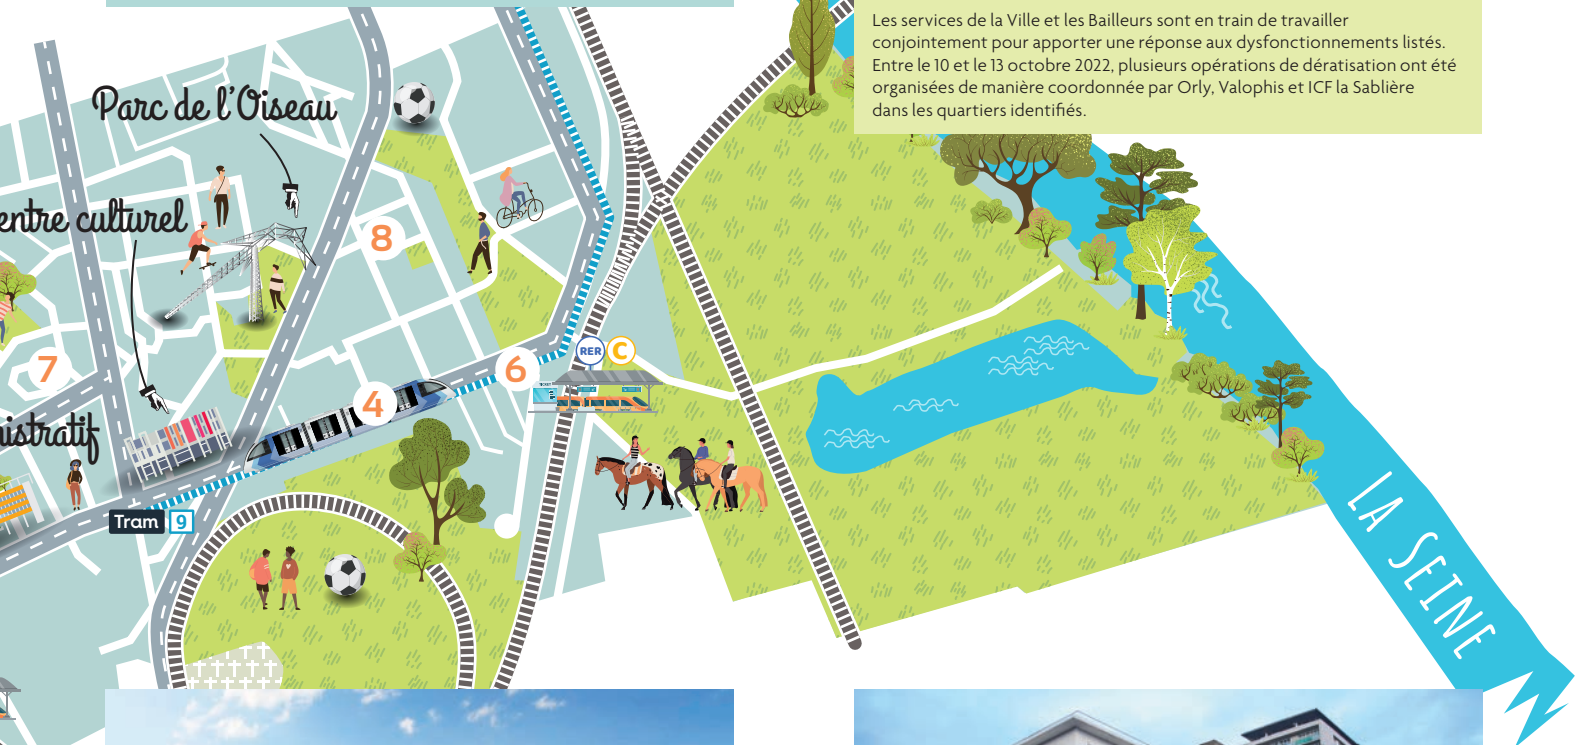 Les services de la Ville et les Bailleurs sont en train de travailler
conjointement pour apporter une réponse aux dysfonctionnements listés.
Entre le 10 et le 13 octobre 2022, plusieurs opérations de dératisation ont été
organisées de manière coordonnée par Orly, Valophis et ICF la Sablière
dans les quartiers identifiés.
Parc de l'Oiseau
entre culturel
8
7
6
RER C
4
nistratif
Tram 9
LA SEINE